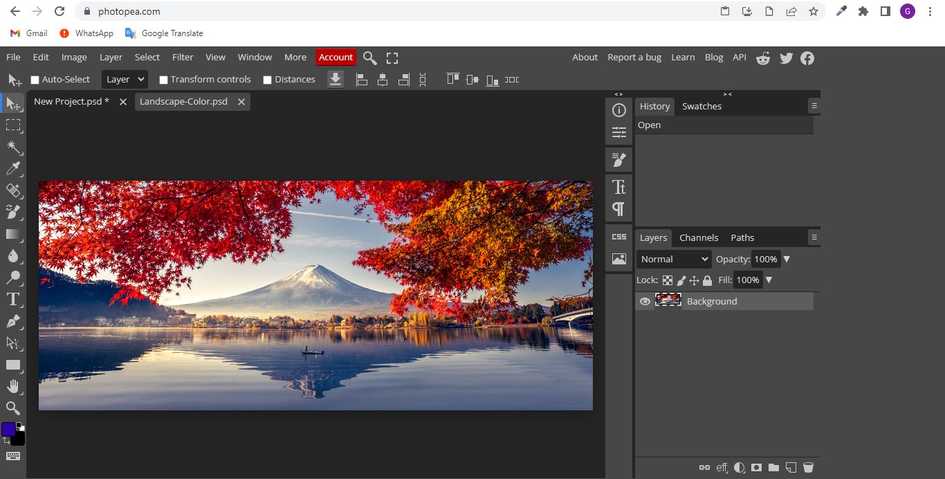 photopea.com
G
Gmail WhatsApp Google Translate
File Edit Image Layer Select Filter View Window More Account About Report a bug Learn Blog API
Auto-Select Layer Transform controls Distances
New Project.psd * Landscape-Color.psd
History Swatches
Open
CSS
Layers Channels Paths
Normal Opacity: 100%
Lock: Fill: 100%
Background
eff